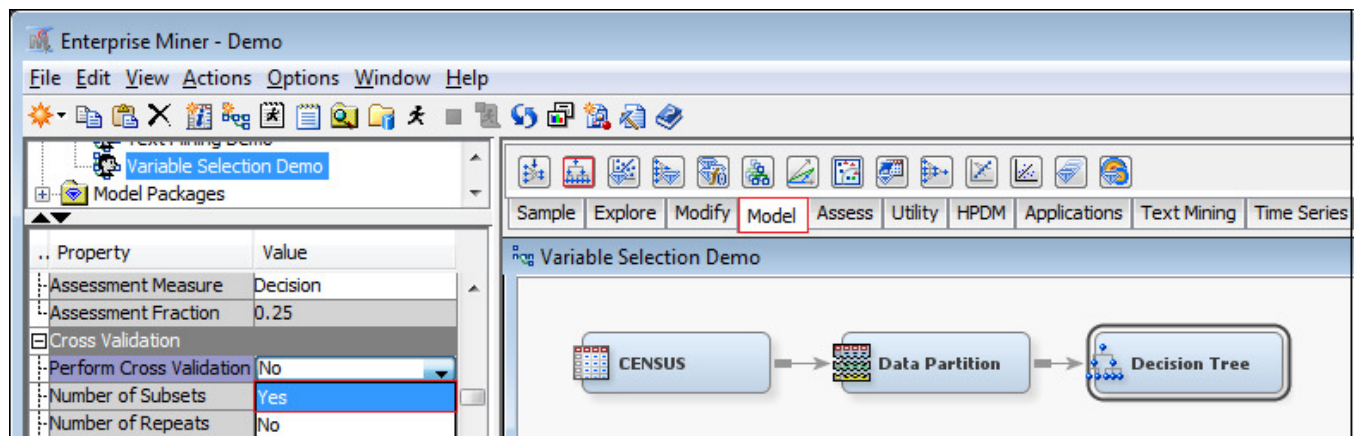 Enterprise Miner - Demo
File Edit View Actions Options Window Help
Text Mining Demo
Variable Selection Demo
Model Packages
Sample Explore Modify Model Assess Utility HPDM Applications Text Mining Time Series
.. Property Value
Variable Selection Demo
Assessment Measure Decision
Assessment Fraction 0.25
Cross Validation
Perform Cross Validation No
Number of Subsets Yes
Number of Repeats No
CENSUS
Data Partition
Decision Tree